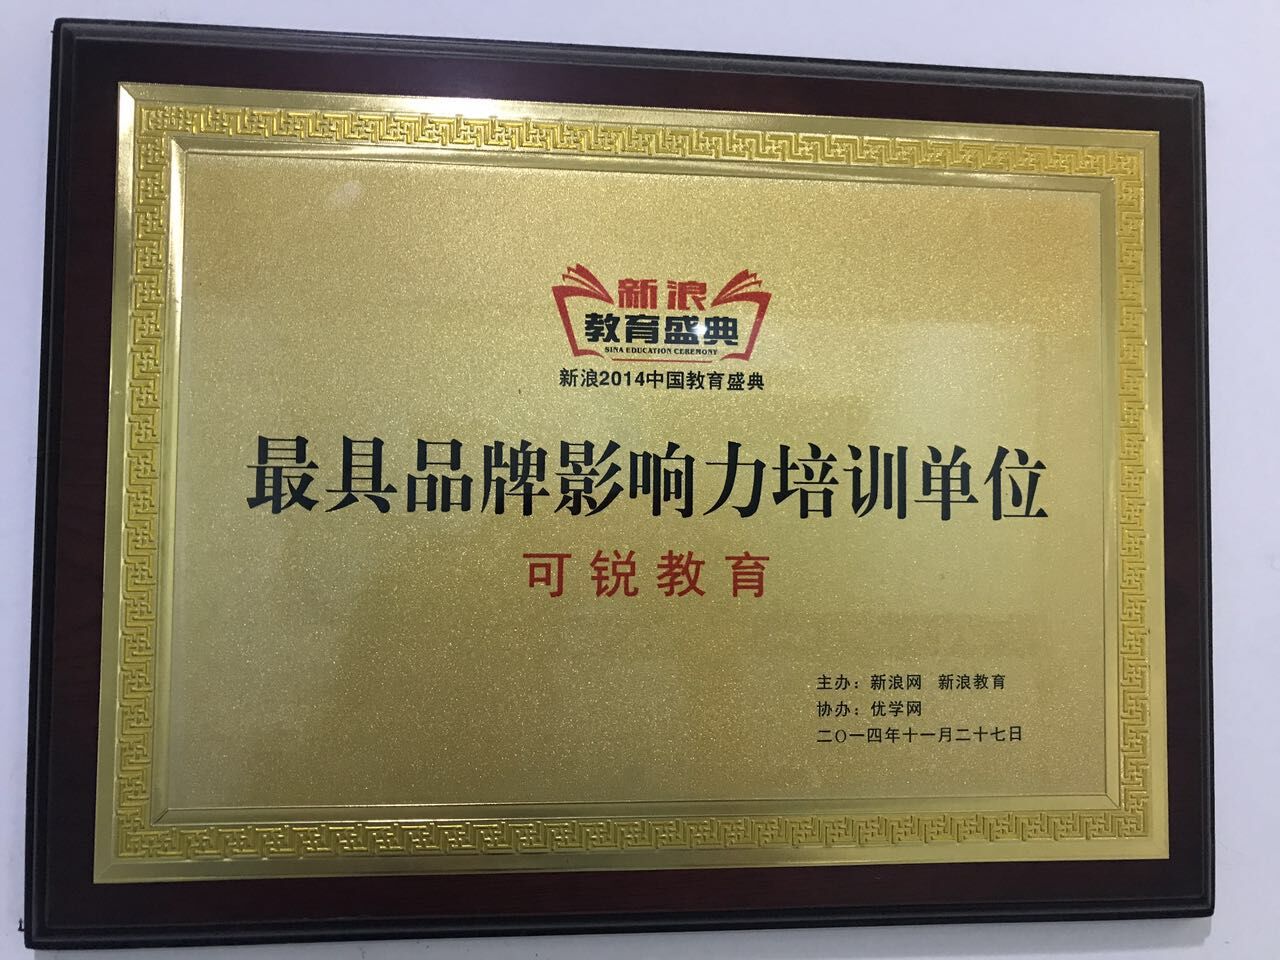 新浪
教育盛典
SINA EDUCATION CEREMONY
新浪2014中国教育盛典
最具品牌影响力培训单位
可锐教育
主办：新浪网 新浪教育
协办：优学网
二〇一四年十一月二十七日